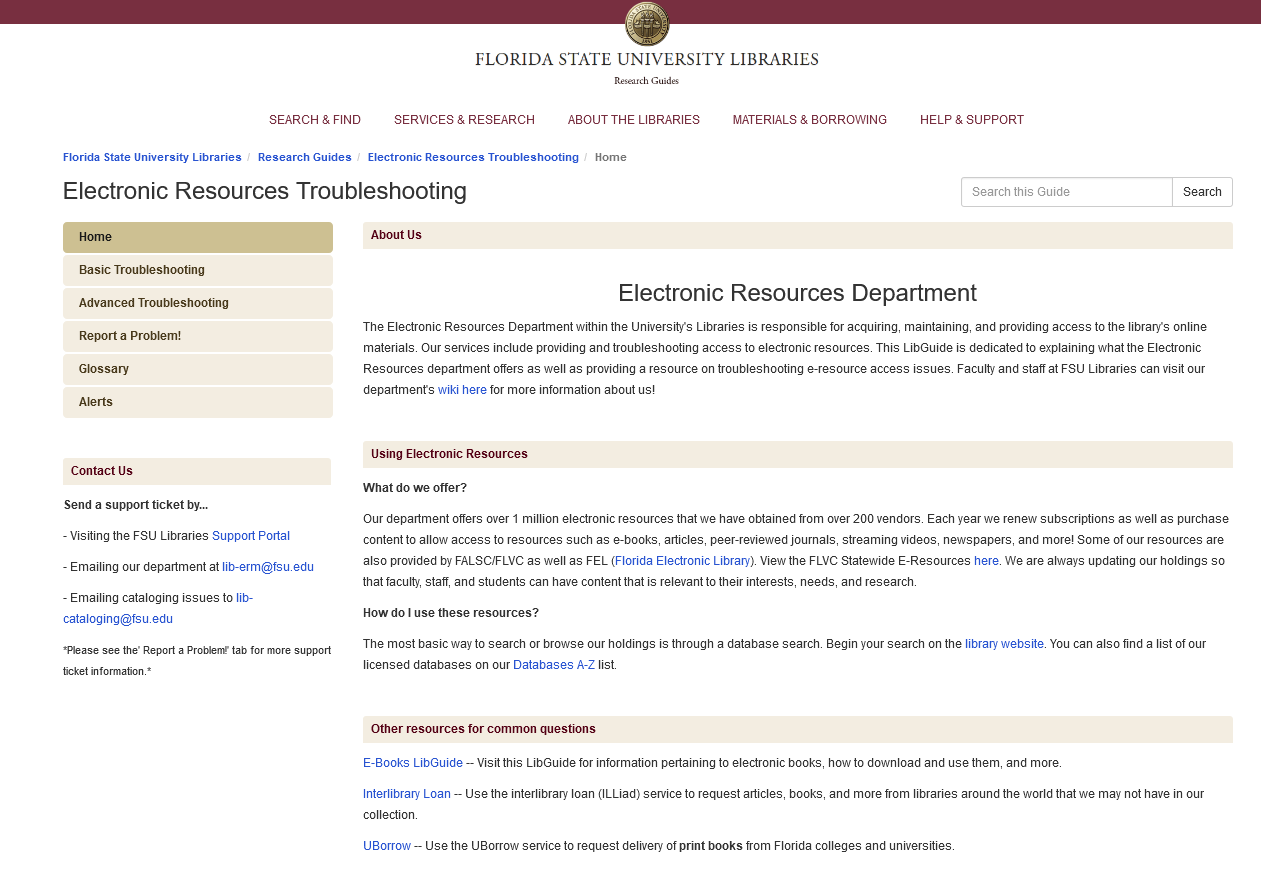 FLORIDA STATE UNIVERSITY LIBRARIES
Research Guides
SEARCH & FIND SERVICES & RESEARCH ABOUT THE LIBRARIES MATERIALS & BORROWING HELP & SUPPORT
Florida State University Libraries / Research Guides / Electronic Resources Troubleshooting / Home
Electronic Resources Troubleshooting
Search this Guide Search
Home
Basic Troubleshooting
Advanced Troubleshooting
Report a Problem!
Glossary
Alerts
Contact Us
Send a support ticket by...
- Visiting the FSU Libraries Support Portal
- Emailing our department at lib-erm@fsu.edu
- Emailing cataloging issues to lib-
cataloging@fsu.edu
*Please see the' Report a Problem!' tab for more support
ticket information.*
About Us
Electronic Resources Department
The Electronic Resources Department within the University's Libraries is responsible for acquiring, maintaining, and providing access to the library's online
materials. Our services include providing and troubleshooting access to electronic resources. This LibGuide is dedicated to explaining what the Electronic
Resources department offers as well as providing a resource on troubleshooting e-resource access issues. Faculty and staff at FSU Libraries can visit our
department's wiki here for more information about us!
Using Electronic Resources
What do we offer?
Our department offers over 1 million electronic resources that we have obtained from over 200 vendors. Each year we renew subscriptions as well as purchase
content to allow access to resources such as e-books, articles, peer-reviewed journals, streaming videos, newspapers, and more! Some of our resources are
also provided by FALSC/FLVC as well as FEL (Florida Electronic Library). View the FLVC Statewide E-Resources here. We are always updating our holdings so
that faculty, staff, and students can have content that is relevant to their interests, needs, and research.
How do I use these resources?
The most basic way to search or browse our holdings is through a database search. Begin your search on the library website. You can also find a list of our
licensed databases on our Databases A-Z list.
Other resources for common questions
E-Books LibGuide -- Visit this LibGuide for information pertaining to electronic books, how to download and use them, and more.
Interlibrary Loan -- Use the interlibrary loan (ILLiad) service to request articles, books, and more from libraries around the world that we may not have in our
collection.
UBorrow -- Use the UBorrow service to request delivery of print books from Florida colleges and universities.